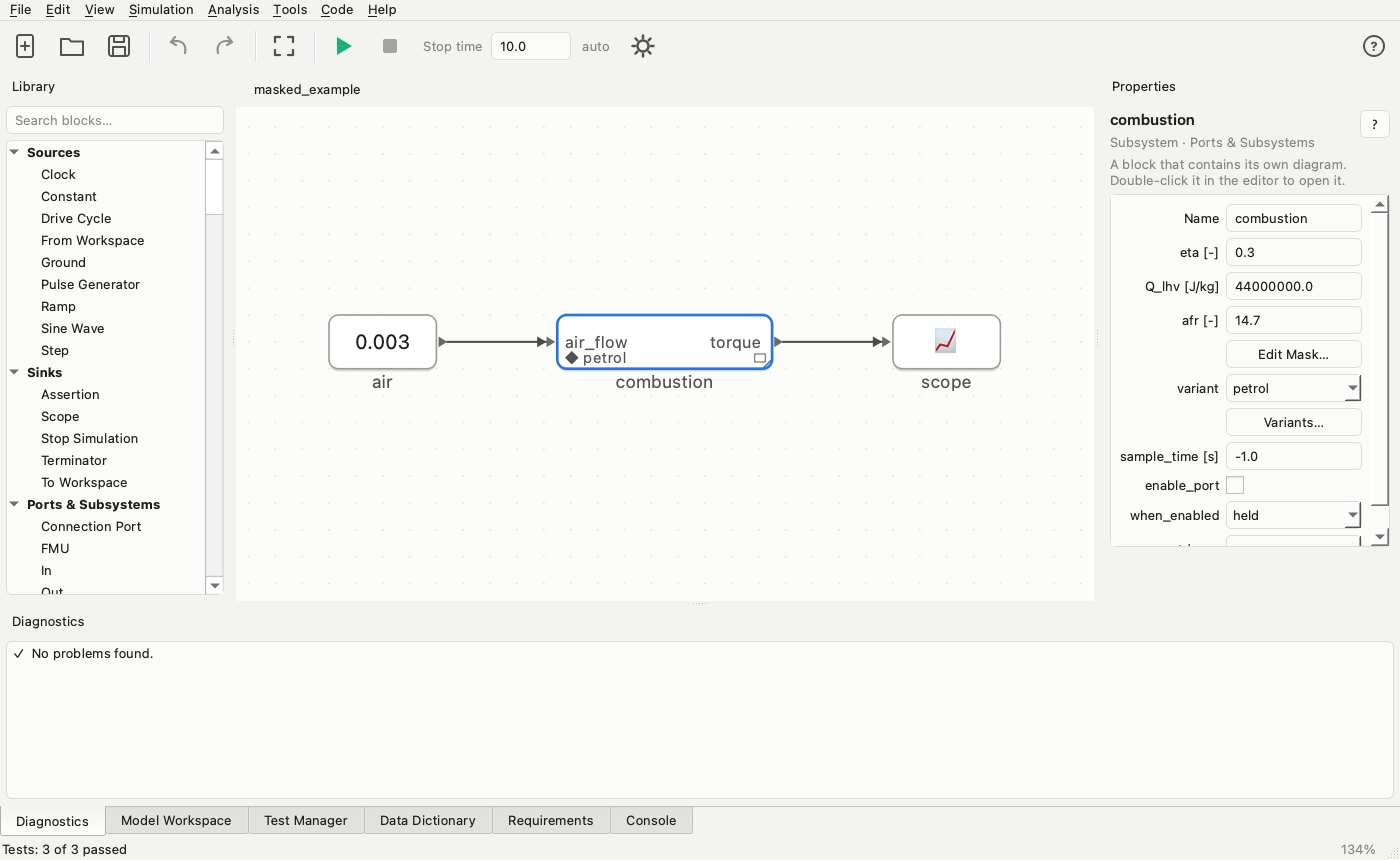 File Edit View Simulation Analysis Tools Code Help
Stop time 10.0 auto
?
Library
Search blocks...
Sources
Clock
Constant
Drive Cycle
From Workspace
Ground
Pulse Generator
Ramp
Sine Wave
Step
Sinks
Assertion
Scope
Stop Simulation
Terminator
To Workspace
Ports & Subsystems
Connection Port
FMU
In
Out
masked_example
0.003
air
air_flow torque
petrol
combustion
scope
Properties
combustion
?
Subsystem · Ports & Subsystems
A block that contains its own diagram.
Double-click it in the editor to open it.
Name combustion
eta [-] 0.3
Q_lhv [J/kg] 44000000.0
afr [-] 14.7
Edit Mask...
variant petrol
Variants...
sample_time [s] -1.0
enable_port
when_enabled held
Diagnostics
✓ No problems found.
Diagnostics Model Workspace Test Manager Data Dictionary Requirements Console
Tests: 3 of 3 passed 134%